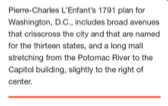 Pierre-Charles L'Enfant's 1791 plan for
Washington, D.C., includes broad avenues
that crisscross the city and that are named
for the thirteen states, and a long mall
stretching from the Potomac River to the
Capitol building, slightly to the right of
center.